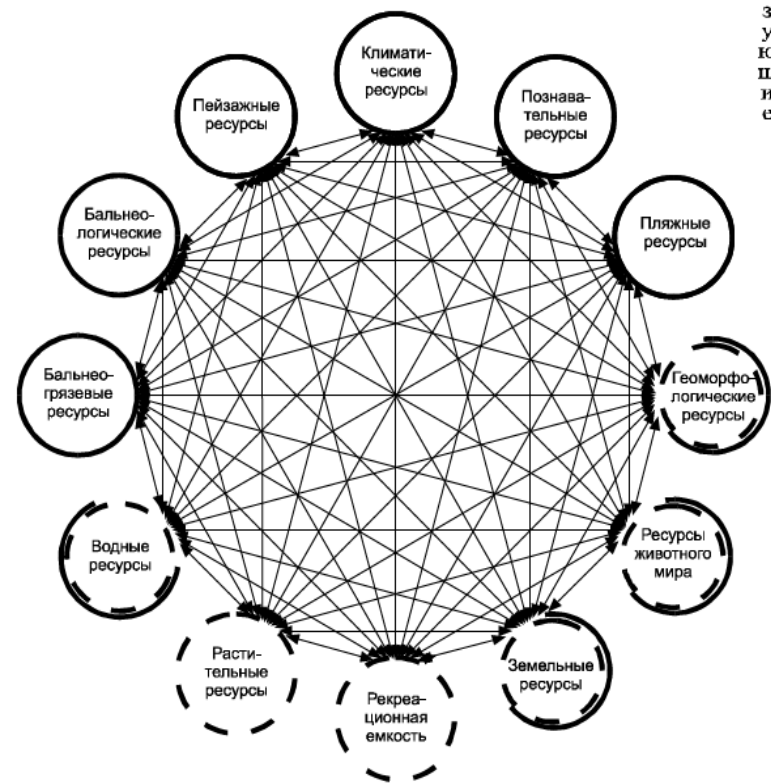 Климати-
ческие
ресурсы
Познава-
тельные
ресурсы
Пляжные
ресурсы
Геоморфо-
логические
ресурсы
Ресурсы
животного
мира
Земельные
ресурсы
Рекреа-
ционная
емкость
Расти-
тельные
ресурсы
Водные
ресурсы
Бальнео-
грязевые
ресурсы
Бальнео-
логические
ресурсы
Пейзажные
ресурсы